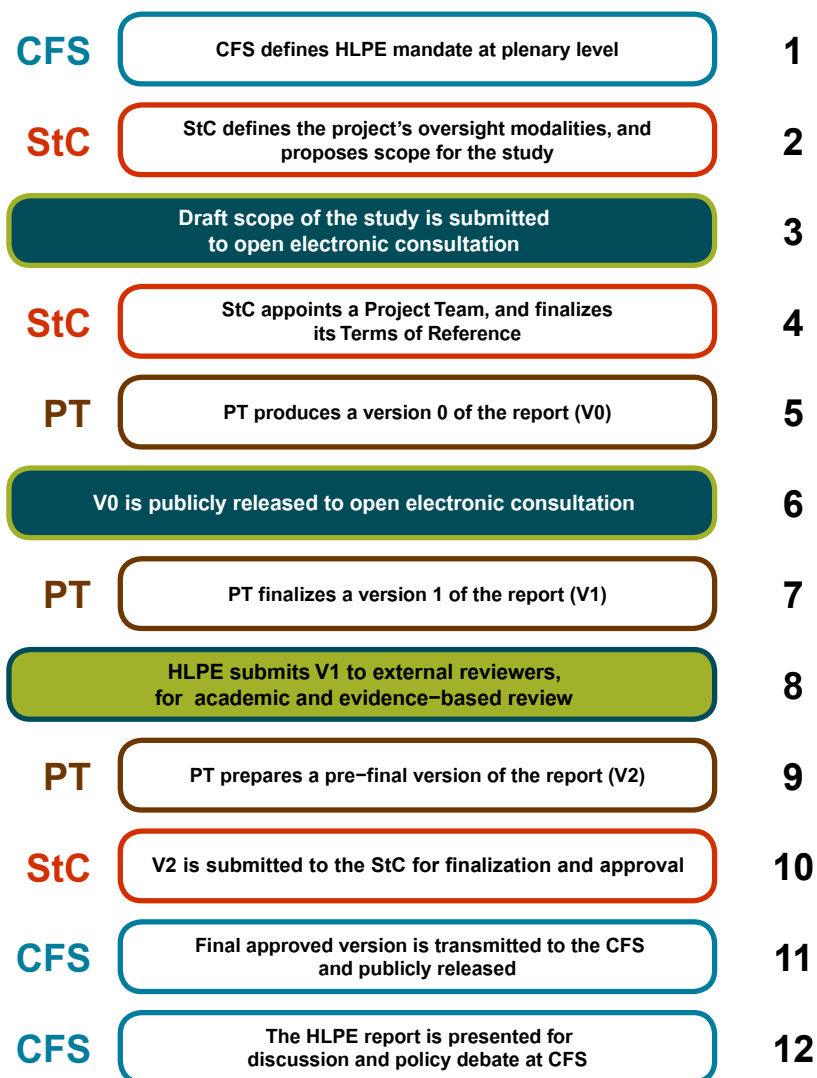 CFS
CFS defines HLPE mandate at plenary level
1
StC
StC defines the project's oversight modalities, and
proposes scope for the study
2
Draft scope of the study is submitted
to open electronic consultation
3
StC
StC appoints a Project Team, and finalizes
its Terms of Reference
4
PT
PT produces a version 0 of the report (V0)
5
V0 is publicly released to open electronic consultation
6
PT
PT finalizes a version 1 of the report (V1)
7
HLPE submits V1 to external reviewers,
for academic and evidence−based review
8
PT
PT prepares a pre−final version of the report (V2)
9
StC
V2 is submitted to the StC for finalization and approval
10
CFS
Final approved version is transmitted to the CFS
and publicly released
11
CFS
The HLPE report is presented for
discussion and policy debate at CFS
12